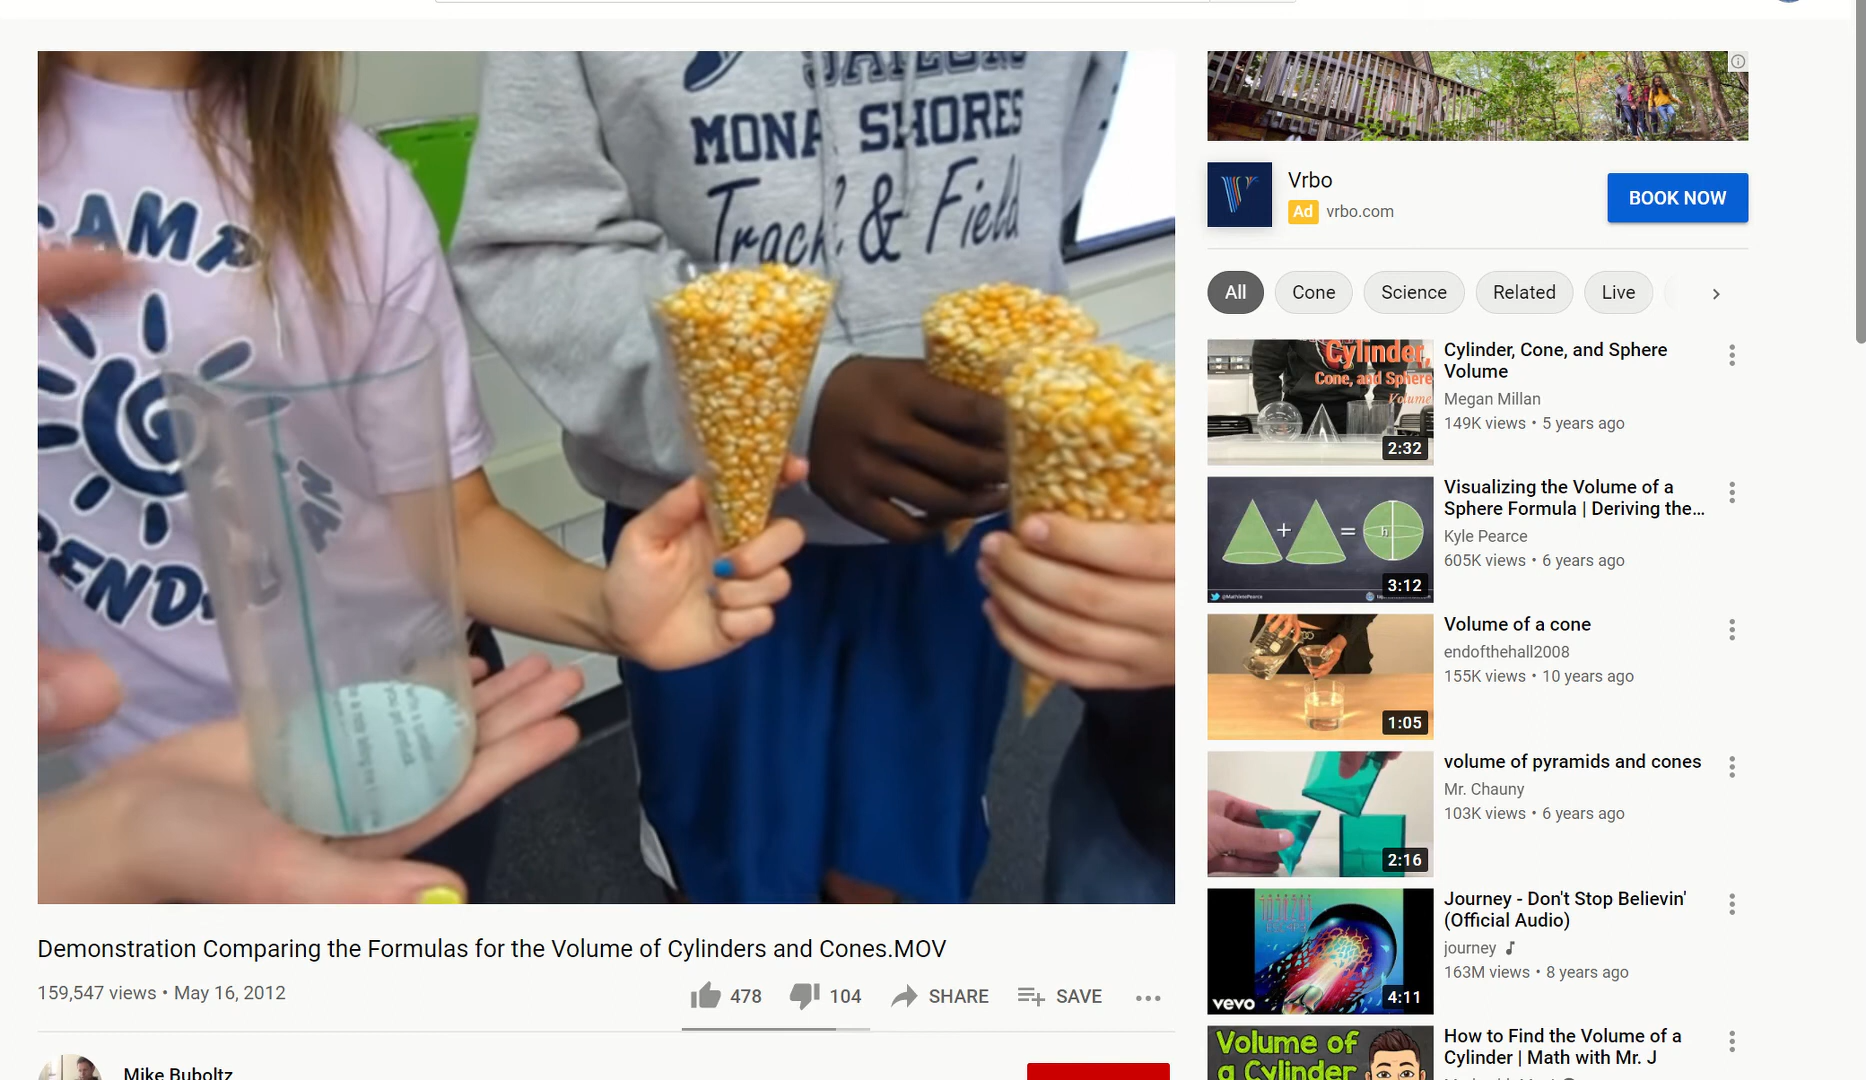 CAMP
PENDA
MONA SHORES
Track & Field
Demonstration Comparing the Formulas for the Volume of Cylinders and Cones.MOV
159,547 views • May 16, 2012
478
104
SHARE
SAVE
Mike Buboltz
Vrbo
Ad vrbo.com
BOOK NOW
All
Cone
Science
Related
Live
Cylinder,
Cone, and Sphere
Volume
2:32
Cylinder, Cone, and Sphere
Volume
Megan Millan
149K views • 5 years ago
+ = h
@MathletePearce
3:12
Visualizing the Volume of a
Sphere Formula | Deriving the...
Kyle Pearce
605K views • 6 years ago
1:05
Volume of a cone
endofthehall2008
155K views • 10 years ago
2:16
volume of pyramids and cones
Mr. Chauny
103K views • 6 years ago
vevo
4:11
Journey - Don't Stop Believin'
(Official Audio)
journey
163M views • 8 years ago
Volume of
a Cylinder
How to Find the Volume of a
Cylinder | Math with Mr. J